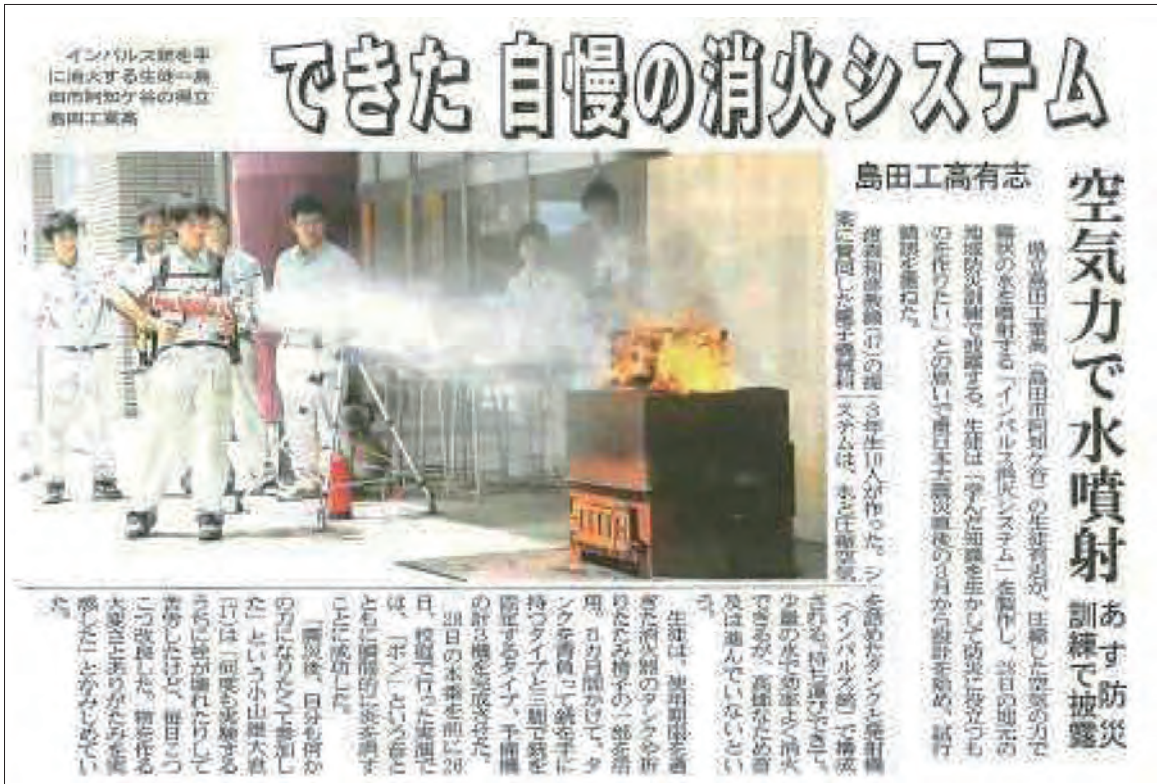 できた 自慢の消火システム
インパルス銃を手
に消火する生徒＝島
田市阿知ケ谷の県立
島田工業高
空気力で水噴射
あす防災
訓練で披露
島田工高有志
県立島田工業高（島田市阿知ケ谷）の生徒有志が、圧縮した空気の力で
霧状の水を噴射する「インパルス消火システム」を製作し、28日の地元の
地域防災訓練で披露する。生徒は「学んだ知識を生かして防災に役立つも
のを作りたい」との思いで東日本大震災直後の3月から設計を始め、試行
錯誤を重ねた。
教諭（47）の提
案に賛同した電子機械科
3年生10人が作った。シ
ステムは、水と圧縮空気
を詰めたタンクと発射機
（インパルス銃）で構成
される。持ち運びできて、
少量の水で効率よく消火
できるが、高価なため普
及は進んでいないとい
う。
生徒は、使用期限を過
ぎた消火器のタンクや折
りたたみ椅子の一部を活
用。5カ月間かけて、タ
ンクを背負って銃を手に
持つタイプと三脚で銃を
固定するタイプ、予備機
の計3機を完成させた。
28日の本番を前に26
日、校庭で行った実演で
は、「ボン」という音と
ともに瞬間的に炎を消す
ことに成功した。
「震災後、自分も何か
の力になりたくて参加し
た」という小山雄大君
（17）は「何度も実験する
うちに栓が壊れたりして
苦労したけど、毎日こつ
こつ改良した。物を作る
大変さとありがたみを実
感した」とかみしめてい
た。